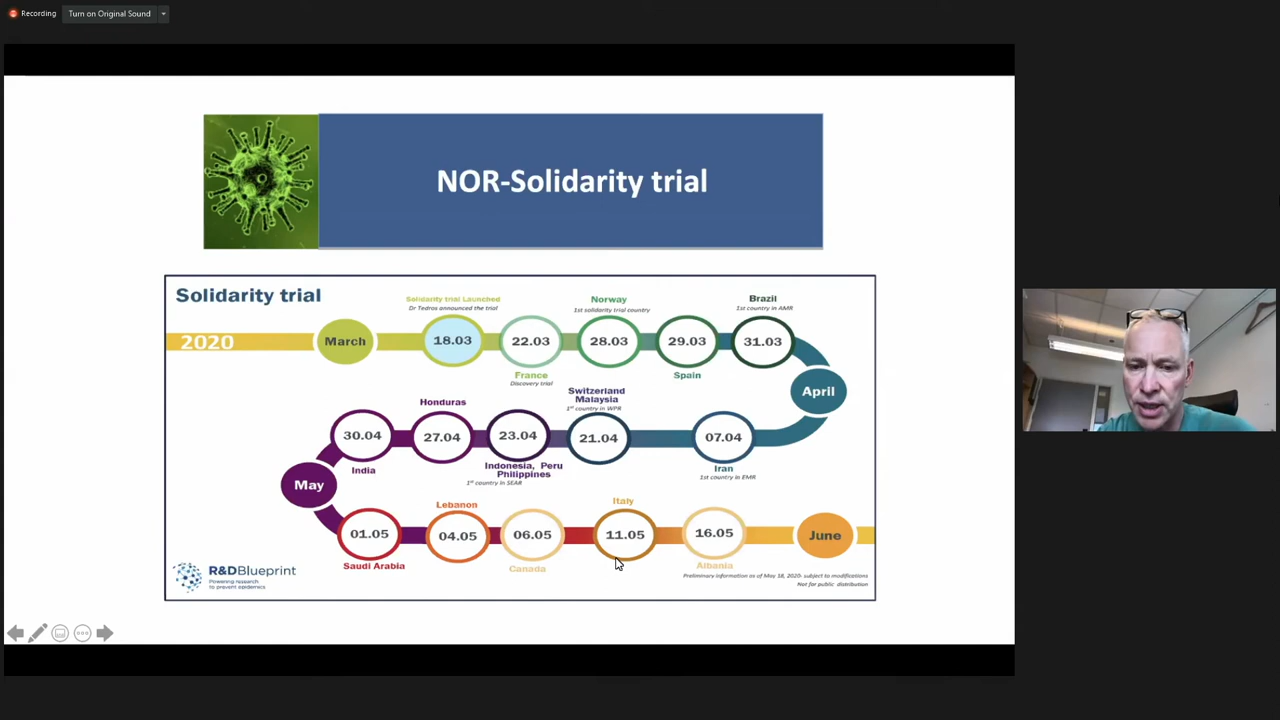 Recording
Turn on Original Sound
NOR-Solidarity trial
Solidarity trial
2020
March
Solidarity trial Launched
Dr Tedros announced the trial
18.03
22.03
France
Discovery trial
Norway
1st solidarity trial country
28.03
29.03
Spain
Brazil
1st country in AMR
31.03
April
07.04
Iran
1st country in EMR
Switzerland
Malaysia
1st country in WPR
21.04
23.04
Indonesia, Peru
Philippines
1st country in SEAR
Honduras
27.04
30.04
India
May
01.05
Saudi Arabia
Lebanon
04.05
06.05
Canada
Italy
11.05
16.05
Albania
June
R&DBlueprint
Powering research
to prevent epidemics
Preliminary information as of May 18, 2020- subject to modifications
Not for public distribution